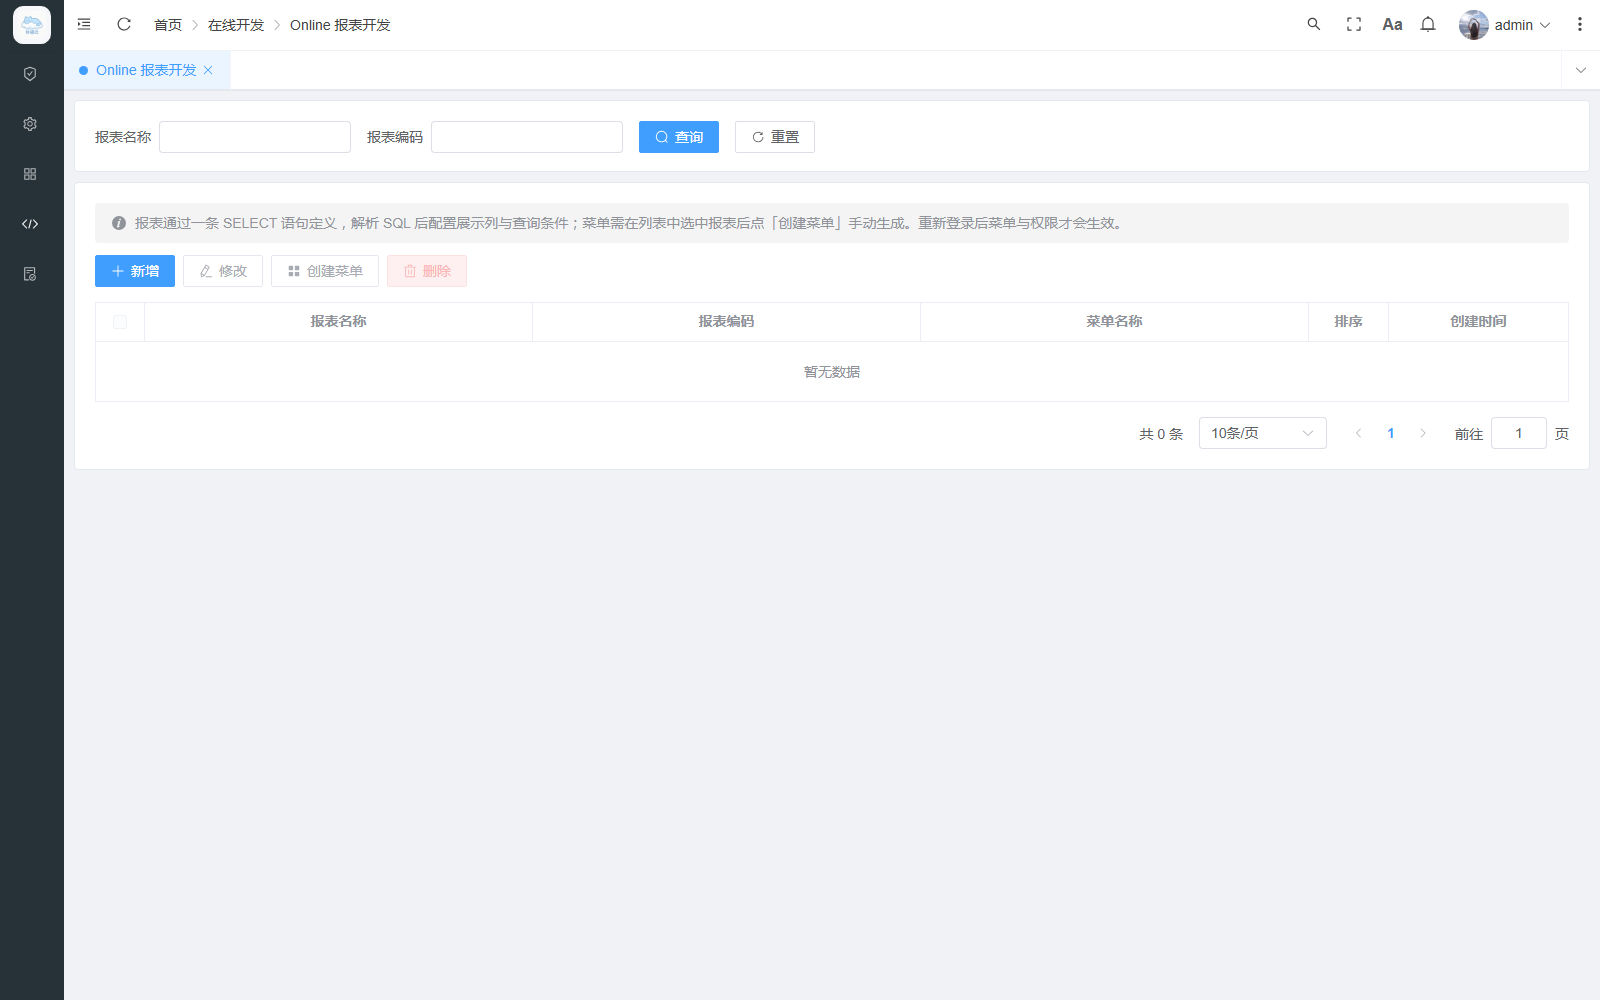 首页 > 在线开发 > Online 报表开发
Aa
admin
Online 报表开发
报表名称
报表编码
查询
重置
报表通过一条 SELECT 语句定义，解析 SQL 后配置展示列与查询条件；菜单需在列表中选中报表后点「创建菜单」手动生成。重新登录后菜单与权限才会生效。
新增
修改
创建菜单
删除
报表名称 报表编码 菜单名称 排序 创建时间
暂无数据
共 0 条 10条/页 1 前往 1 页